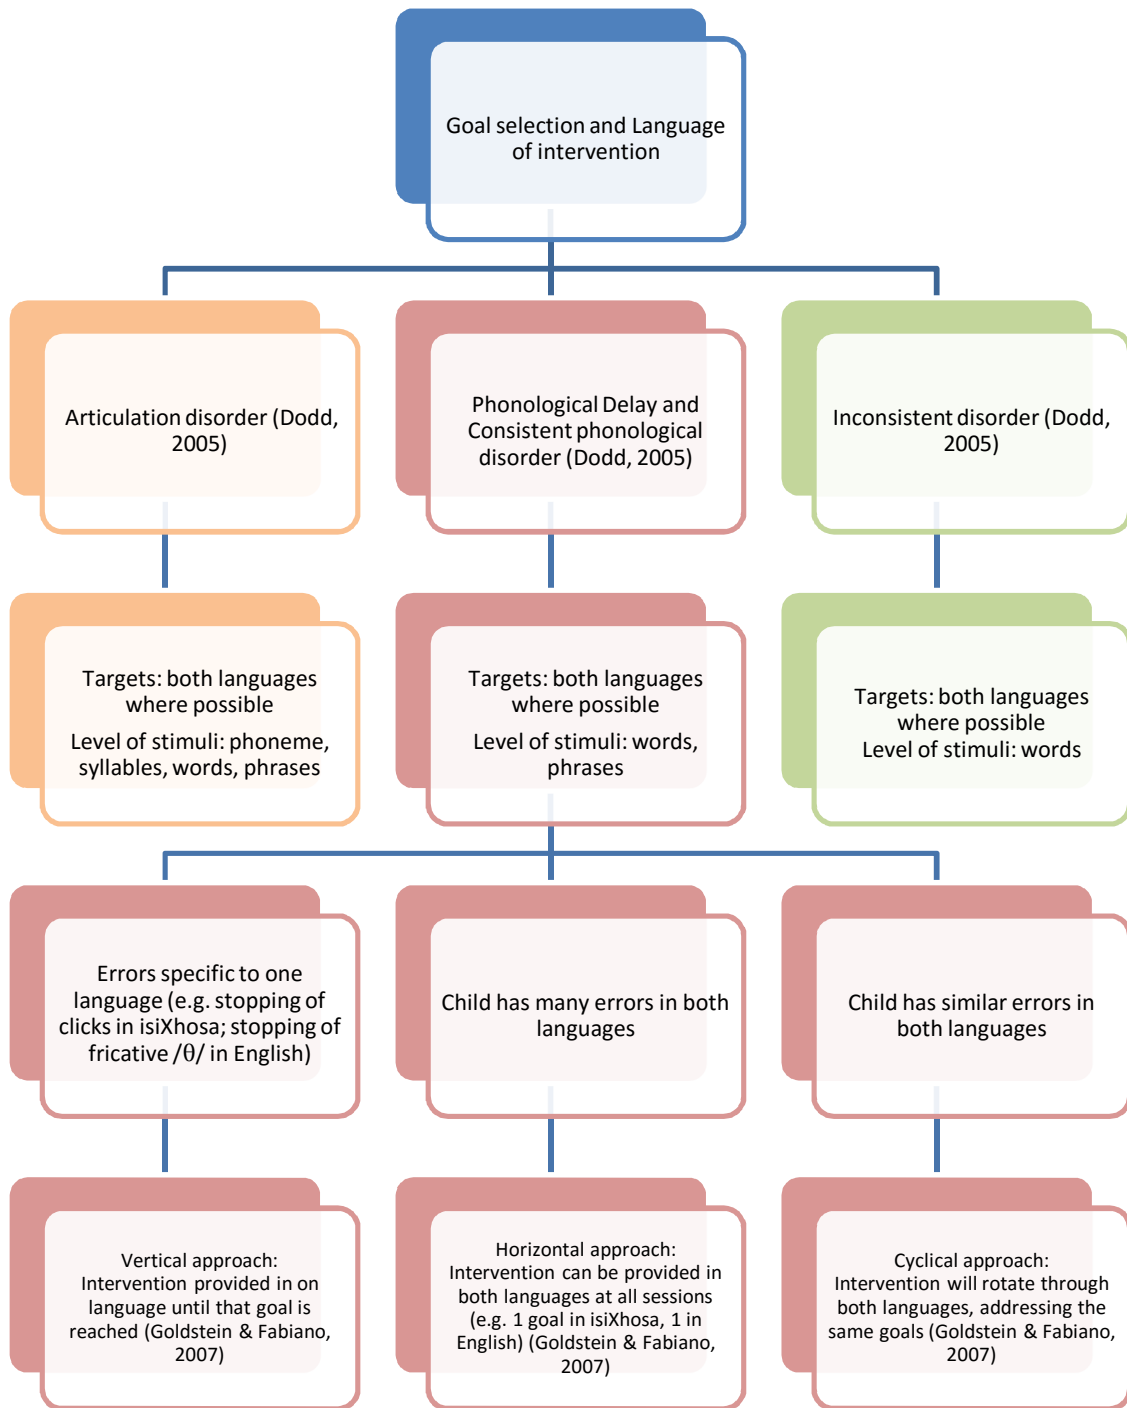 Goal selection and Language
of intervention
Articulation disorder (Dodd,
2005)
Phonological Delay and
Consistent phonological
disorder (Dodd, 2005)
Inconsistent disorder (Dodd,
2005)
Targets: both languages
where possible
Level of stimuli: phoneme,
syllables, words, phrases
Targets: both languages
where possible
Level of stimuli: words,
phrases
Targets: both languages
where possible
Level of stimuli: words
Errors specific to one
language (e.g. stopping of
clicks in isiXhosa; stopping of
fricative /θ/ in English)
Child has many errors in both
languages
Child has similar errors in
both languages
Vertical approach:
Intervention provided in on
language until that goal is
reached (Goldstein & Fabiano,
2007)
Horizontal approach:
Intervention can be provided in
both languages at all sessions
(e.g. 1 goal in isiXhosa, 1 in
English) (Goldstein & Fabiano,
2007)
Cyclical approach:
Intervention will rotate through
both languages, addressing the
same goals (Goldstein & Fabiano,
2007)